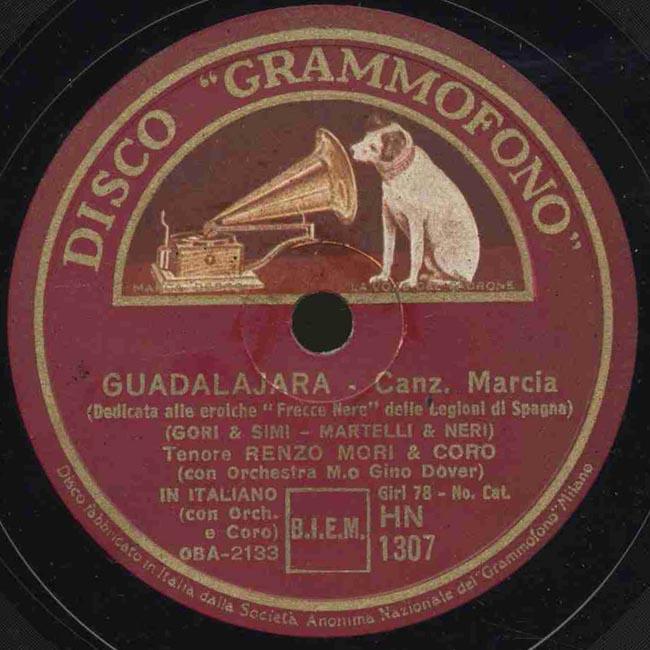 DISCO "GRAMMOFONO"
LA VOCE DEL PADRONE
GUADALAJARA - Canz. Marcia
(Dedicata alle eroiche "Frecce Nere" delle Legioni di Spagna)
(GORI & SIMI - MARTELLI & NERI)
Tenore RENZO MORI & CORO
(con Orchestra M.o Gino Dover)
IN ITALIANO
(con Orch.
e Coro)
OBA-2133
B.I.E.M.
Giri 78 - No. Cat.
HN
1307
Disco fabbricato in Italia dalla Società Anonima Nazionale del "Grammofono" Milano